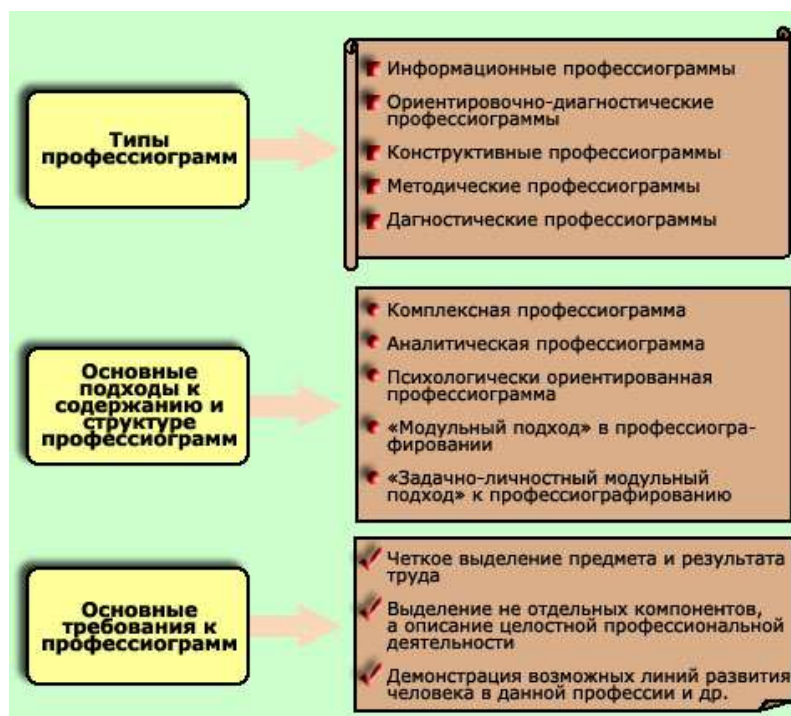 Типы
профессиограмм
Информационные профессиограммы
Ориентировочно-диагностические
профессиограммы
Конструктивные профессиограммы
Методические профессиограммы
Дагностические профессиограммы
Основные
подходы к
содержанию и
структуре
профессиограмм
Комплексная профессиограмма
Аналитическая профессиограмма
Психологически ориентированная
профессиограмма
«Модульный подход» в профессиогра-
фировании
«Задачно-личностный модульный
подход» к профессиографированию
Основные
требования к
профессиограмм
Четкое выделение предмета и результата
труда
Выделение не отдельных компонентов,
а описание целостной профессиональной
деятельности
Демонстрация возможных линий развития
человека в данной профессии и др.